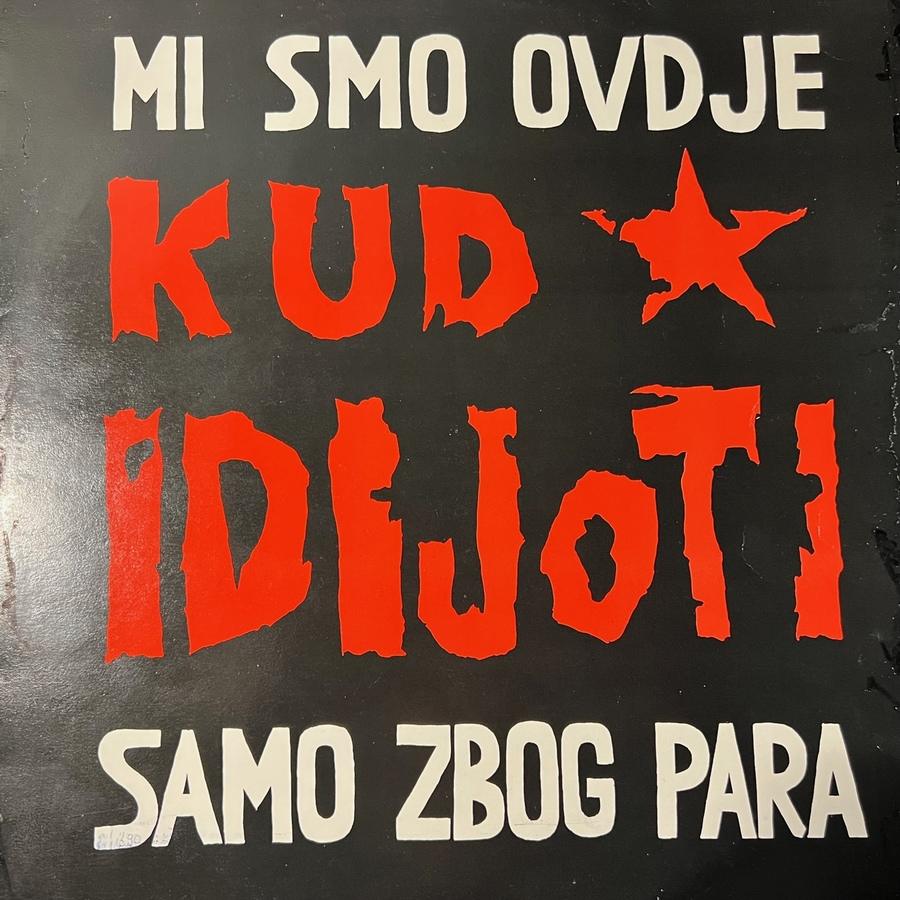 MI SMO OVDJE
KUD
IDIJOTI
SAMO ZBOG PARA